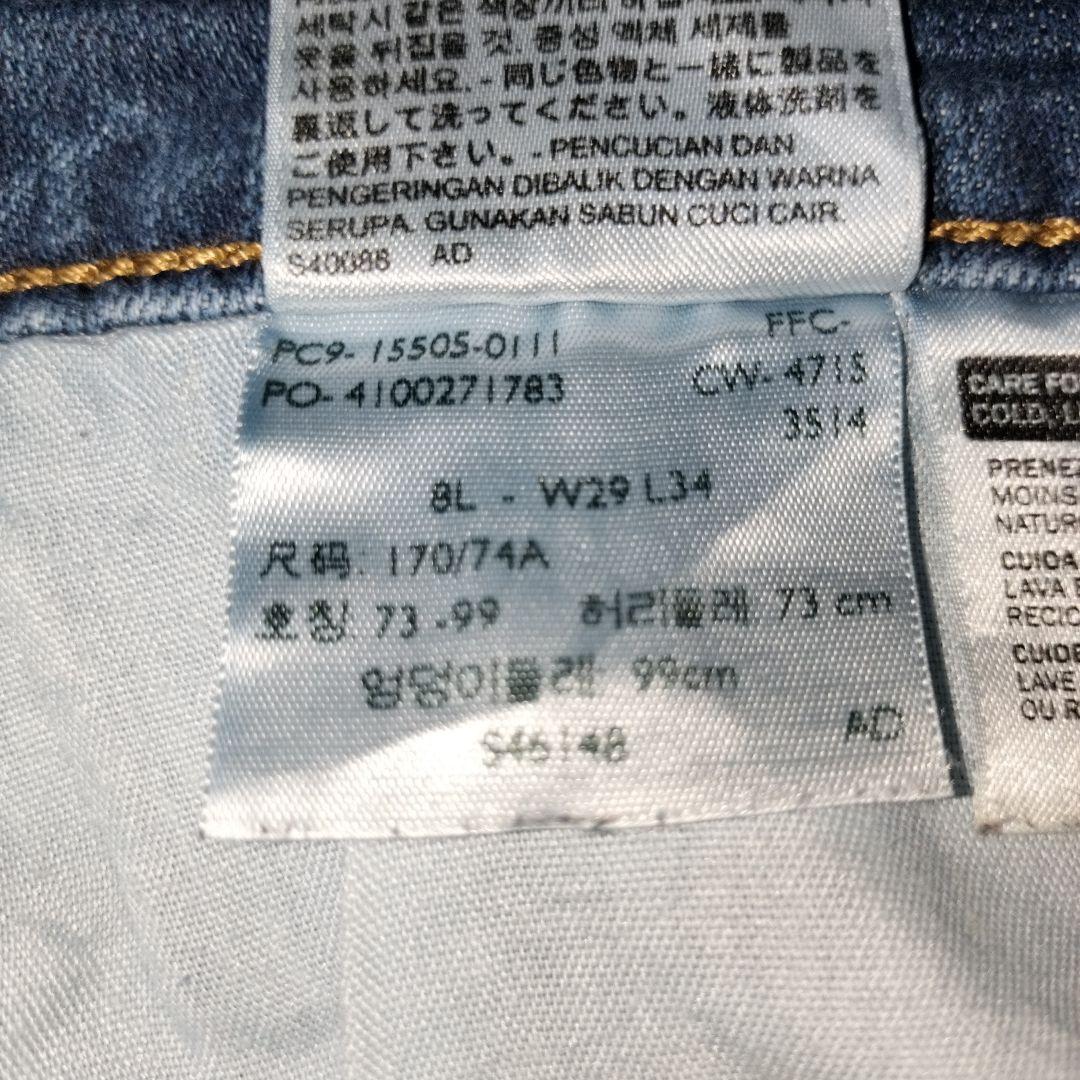 세탁시 같은 색상끼리
옷을 뒤집을 것. 중성 액체 세제를
사용하세요. - 同じ色物と一緒に製品を
裏返して洗ってください。液体洗剤を
ご使用下さい。- PENCUCIAN DAN
PENGERINGAN DIBALIK DENGAN WARNA
SERUPA. GUNAKAN SABUN CUCI CAIR.
S40088 AD
PC9- 15505-0111 FFC-
PO- 4100271783 CW- 4715
3514
8L - W29 L34
尺码: 170/74A
호칭: 73 -99 허리둘레: 73 cm
엉덩이둘레: 99cm
S46148 AD
CARE FO
COLD, L
PRENEZ
MOINS
NATUR
CUIDA
LAVA
RECIC
CUIDE
LAVE
OU R